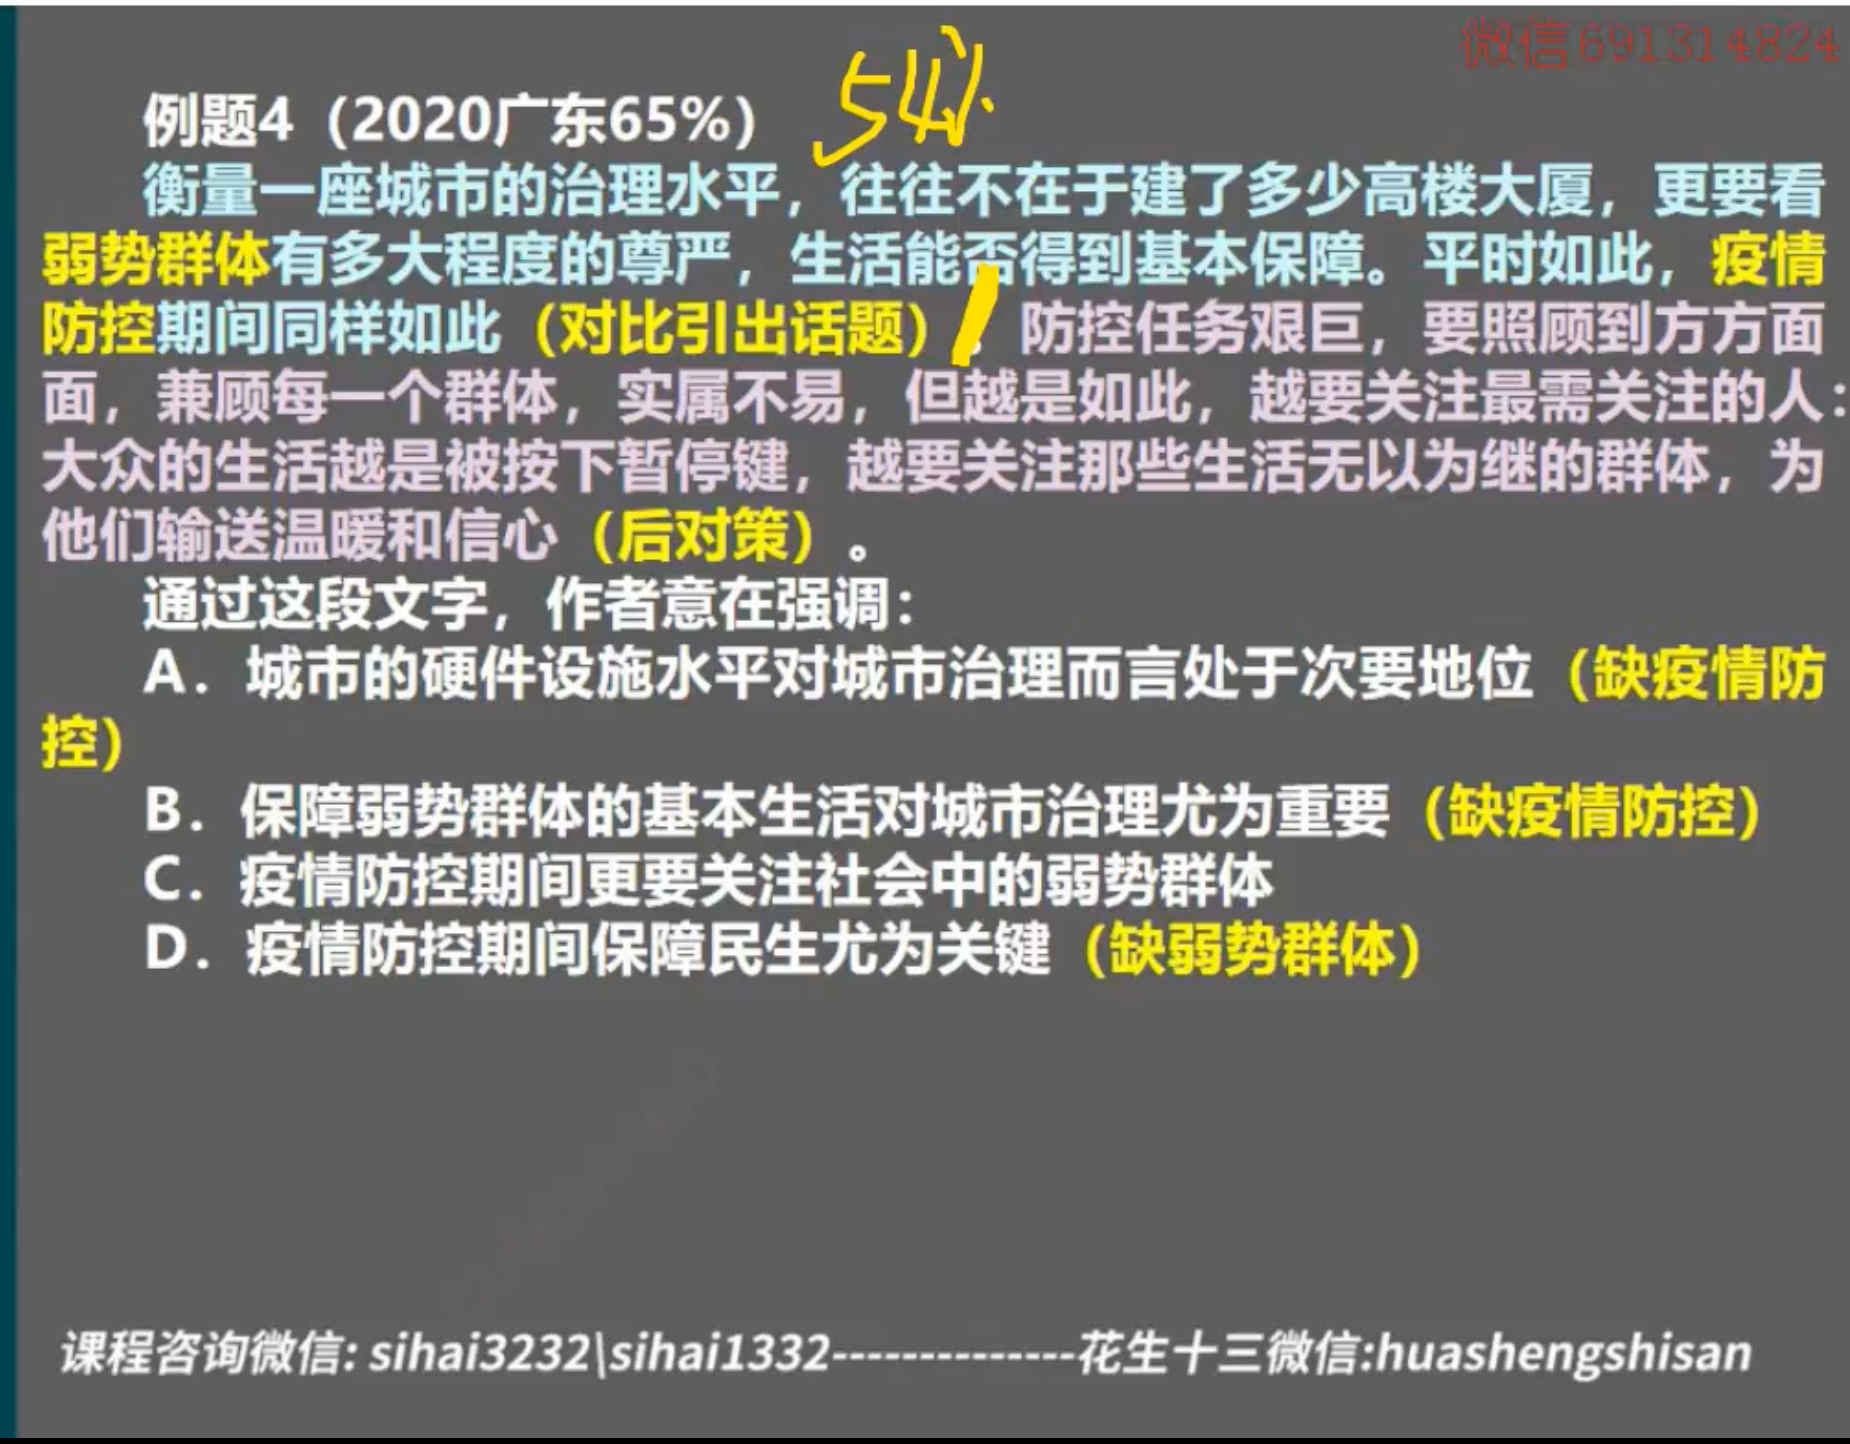 微信691314824
例题4（2020广东65%） 54%
衡量一座城市的治理水平，往往不在于建了多少高楼大厦，更要看
弱势群体有多大程度的尊严，生活能否得到基本保障。平时如此，疫情
防控期间同样如此（对比引出话题）。防控任务艰巨，要照顾到方方面
面，兼顾每一个群体，实属不易，但越是如此，越要关注最需关注的人：
大众的生活越是被按下暂停键，越要关注那些生活无以为继的群体，为
他们输送温暖和信心（后对策）。
通过这段文字，作者意在强调：
A．城市的硬件设施水平对城市治理而言处于次要地位（缺疫情防
控）
B．保障弱势群体的基本生活对城市治理尤为重要（缺疫情防控）
C．疫情防控期间更要关注社会中的弱势群体
D．疫情防控期间保障民生尤为关键（缺弱势群体）
课程咨询微信: sihai3232\sihai1332--------------花生十三微信:huashengshisan